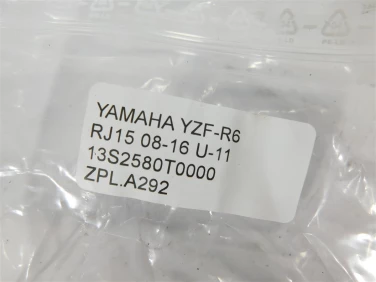 YAMAHA YZF-R6
RJ15 08-16 U-11
13S2580T0000
ZPL.A292